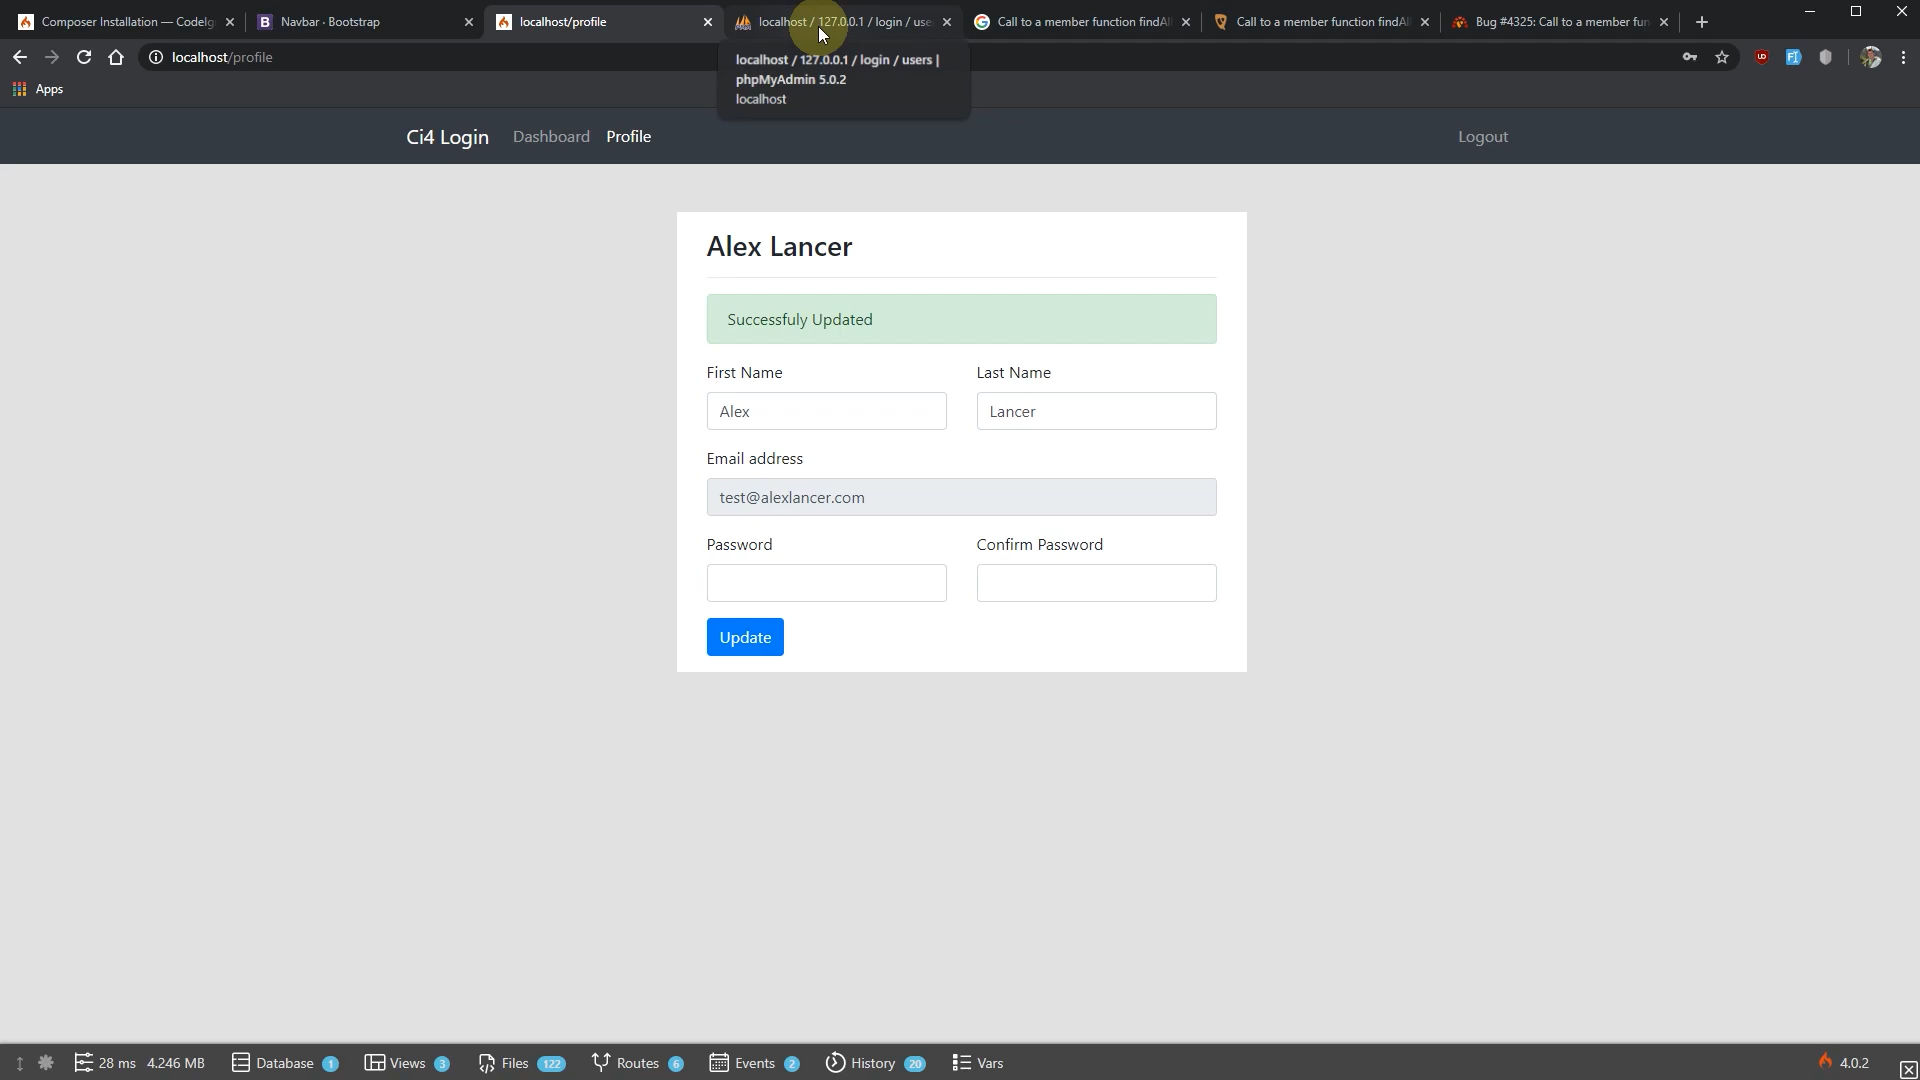 Composer Installation — CodeIg
Navbar · Bootstrap
localhost/profile
localhost / 127.0.0.1 / login / use
Call to a member function findAll
Call to a member function findAll
Bug #4325: Call to a member fun
localhost/profile
Apps
localhost / 127.0.0.1 / login / users |
phpMyAdmin 5.0.2
localhost
Ci4 Login
Dashboard
Profile
Logout
Alex Lancer
Successfuly Updated
First Name
Last Name
Alex
Lancer
Email address
test@alexlancer.com
Password
Confirm Password
Update
28 ms 4.246 MB
Database 1
Views 3
Files 122
Routes 6
Events 2
History 20
Vars
4.0.2